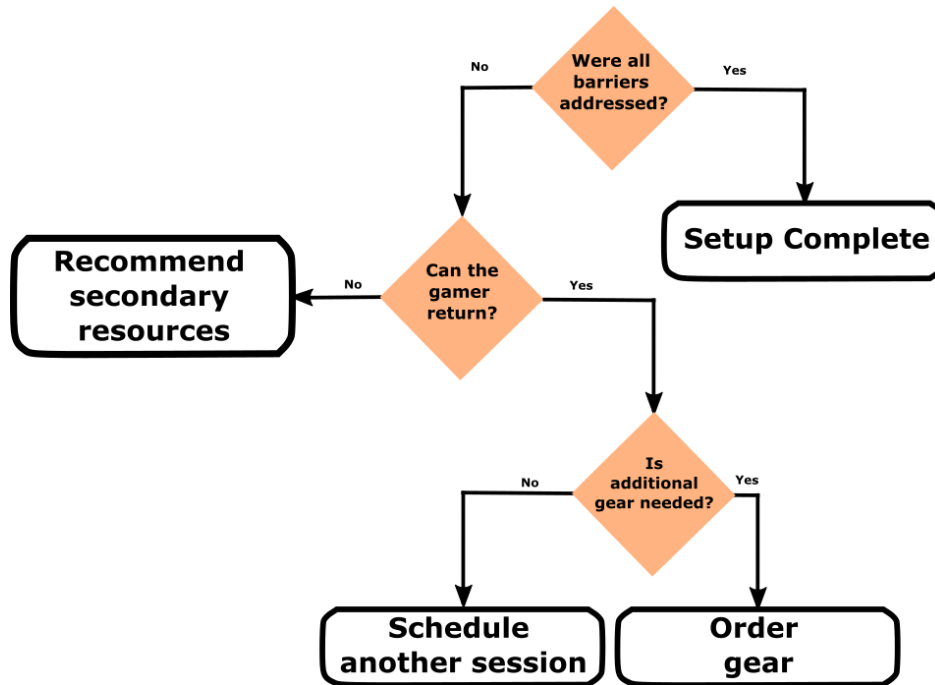 Were all
barriers
addressed?
No
Yes
Setup Complete
Recommend
secondary
resources
Can the
gamer
return?
No
Yes
Is
additional
gear needed?
No
Yes
Schedule
another session
Order
gear